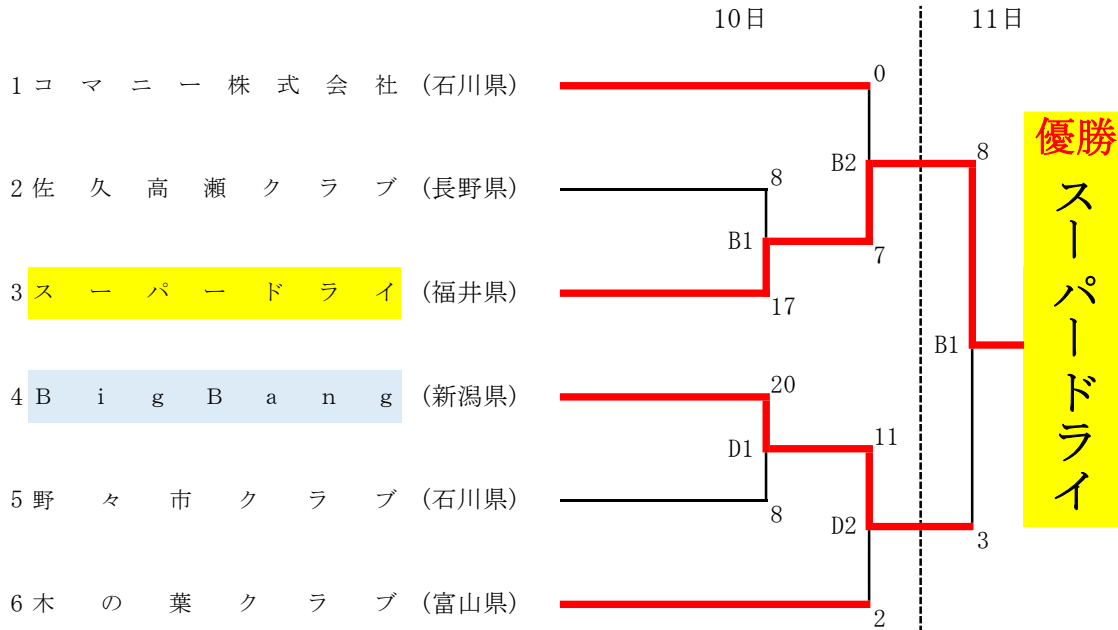 10日 11日
1 コマニー株式会社 (石川県) 0
優勝
B2 8
2 佐久高瀬クラブ (長野県) 8
B1 7
3 スーパードライ (福井県) 17
スーパードライ
B1
4 BigBang (新潟県) 20
D1 11
5 野々市クラブ (石川県) 8
D2 3
6 木の葉クラブ (富山県) 2